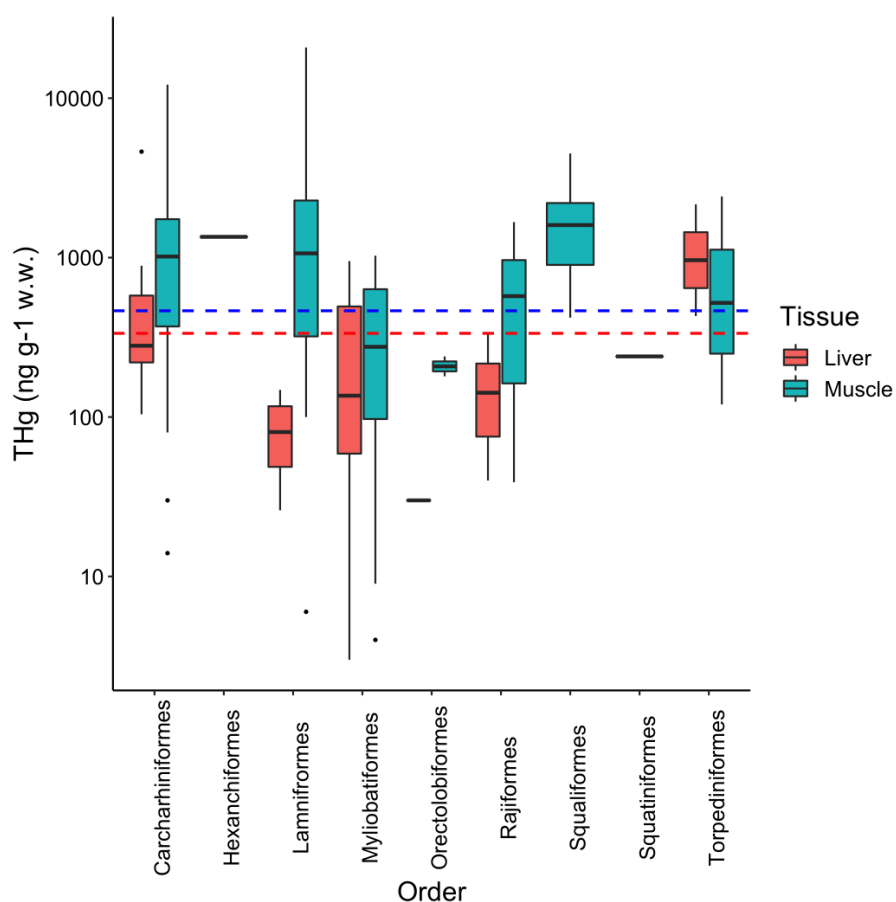 THg (ng g-1 w.w.)
10000
1000
100
10
Carcharhiniformes
Hexanchiformes
Lamnifromes
Myliobatiformes
Orectolobiformes
Rajiformes
Squaliformes
Squatiniformes
Torpediniformes
Order
Tissue
Liver
Muscle